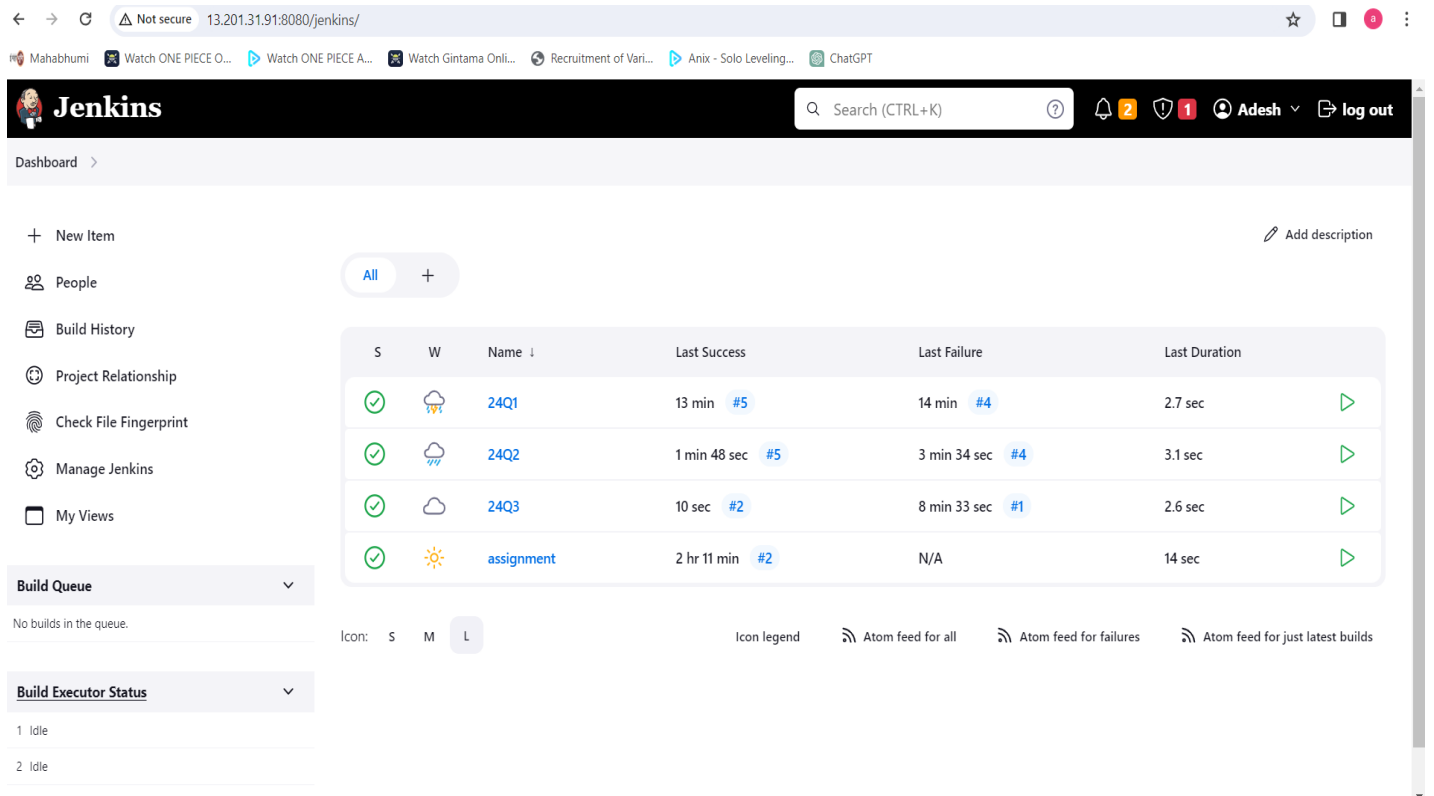 Not secure 13.201.31.91:8080/jenkins/ a
Mahabhumi Watch ONE PIECE O... Watch ONE PIECE A... Watch Gintama Onli... Recruitment of Vari... Anix - Solo Leveling... ChatGPT
Jenkins Search (CTRL+K) ? 2 1 Adesh log out
Dashboard
New Item
People
Build History
Project Relationship
Check File Fingerprint
Manage Jenkins
My Views
Build Queue
No builds in the queue.
Build Executor Status
1 Idle
2 Idle
Add description
All +
S W Name ↓ Last Success Last Failure Last Duration
24Q1 13 min #5 14 min #4 2.7 sec
24Q2 1 min 48 sec #5 3 min 34 sec #4 3.1 sec
24Q3 10 sec #2 8 min 33 sec #1 2.6 sec
assignment 2 hr 11 min #2 N/A 14 sec
Icon: S M L Icon legend Atom feed for all Atom feed for failures Atom feed for just latest builds